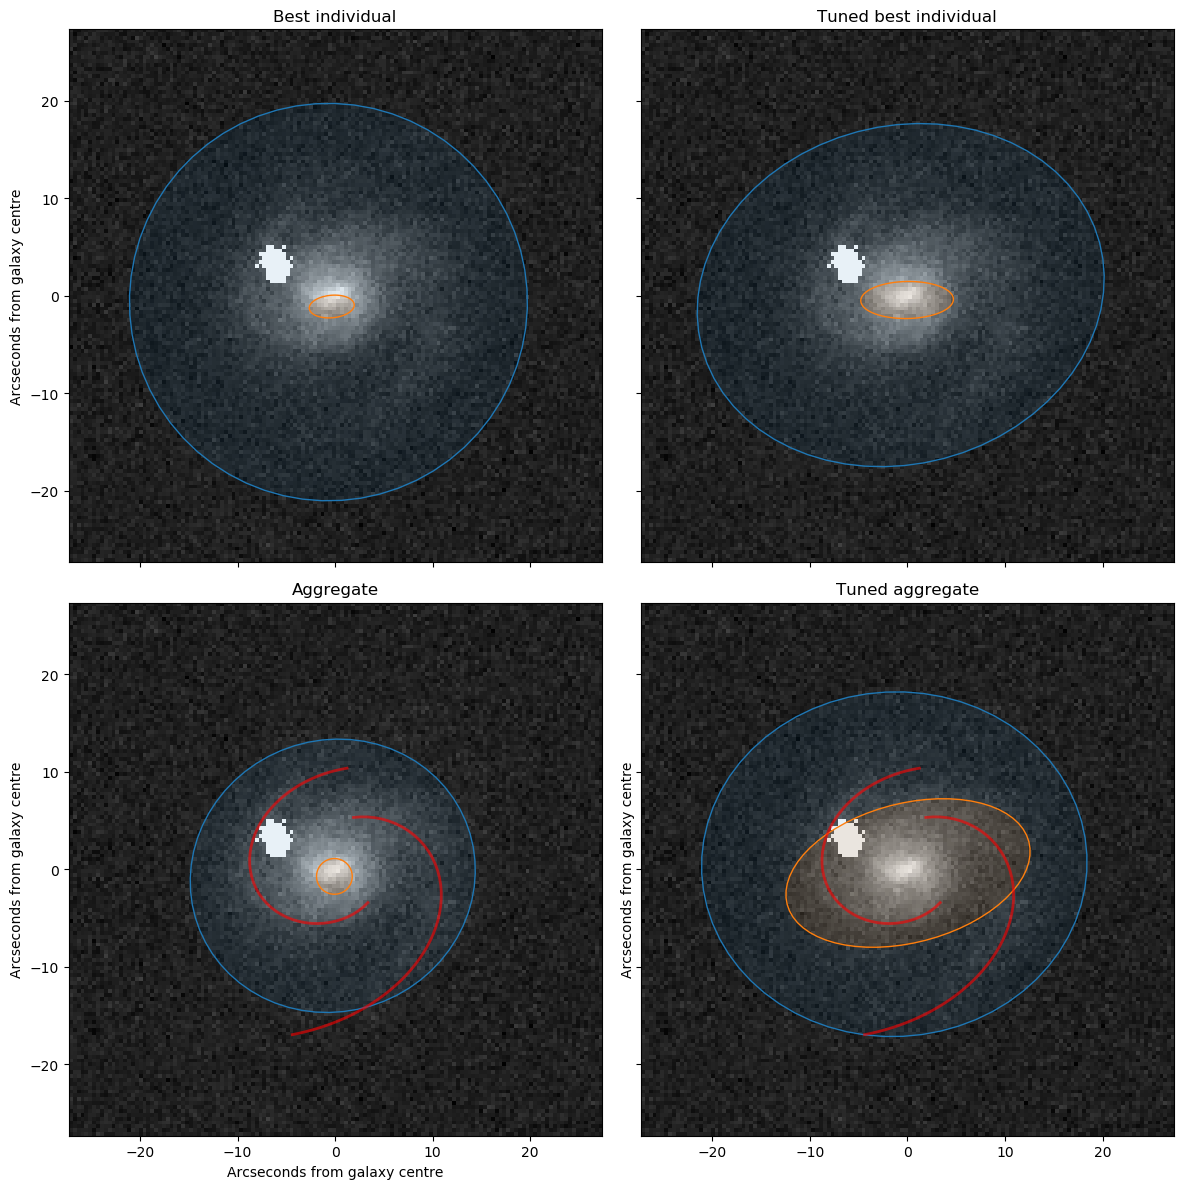 Best individual
Tuned best individual
20
10
0
−10
−20
Arcseconds from galaxy centre
Aggregate
Tuned aggregate
20
10
0
−10
−20
Arcseconds from galaxy centre
Arcseconds from galaxy centre
−20 −10 0 10 20
−20 −10 0 10 20
Arcseconds from galaxy centre